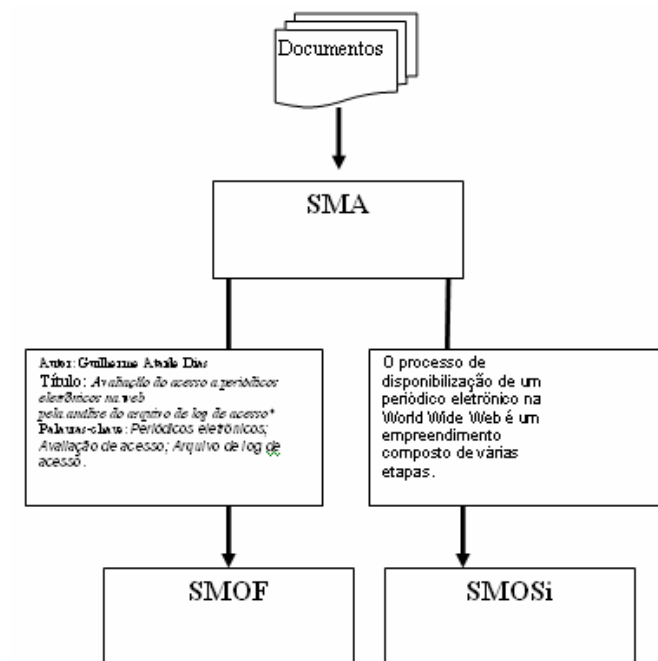 Documentos
SMA
Autor: Guilherme Ataíde Dias
Título: Avaliação do acesso a periódicos
eletrônicos na web
pela análise do arquivo de log de acesso*
Palavras-chave: Periódicos eletrônicos;
Avaliação de acesso; Arquivo de log de
acesso.
O processo de
disponibilização de um
periódico eletrônico na
World Wide Web é um
empreendimento
composto de várias
etapas.
SMOF
SMOSi